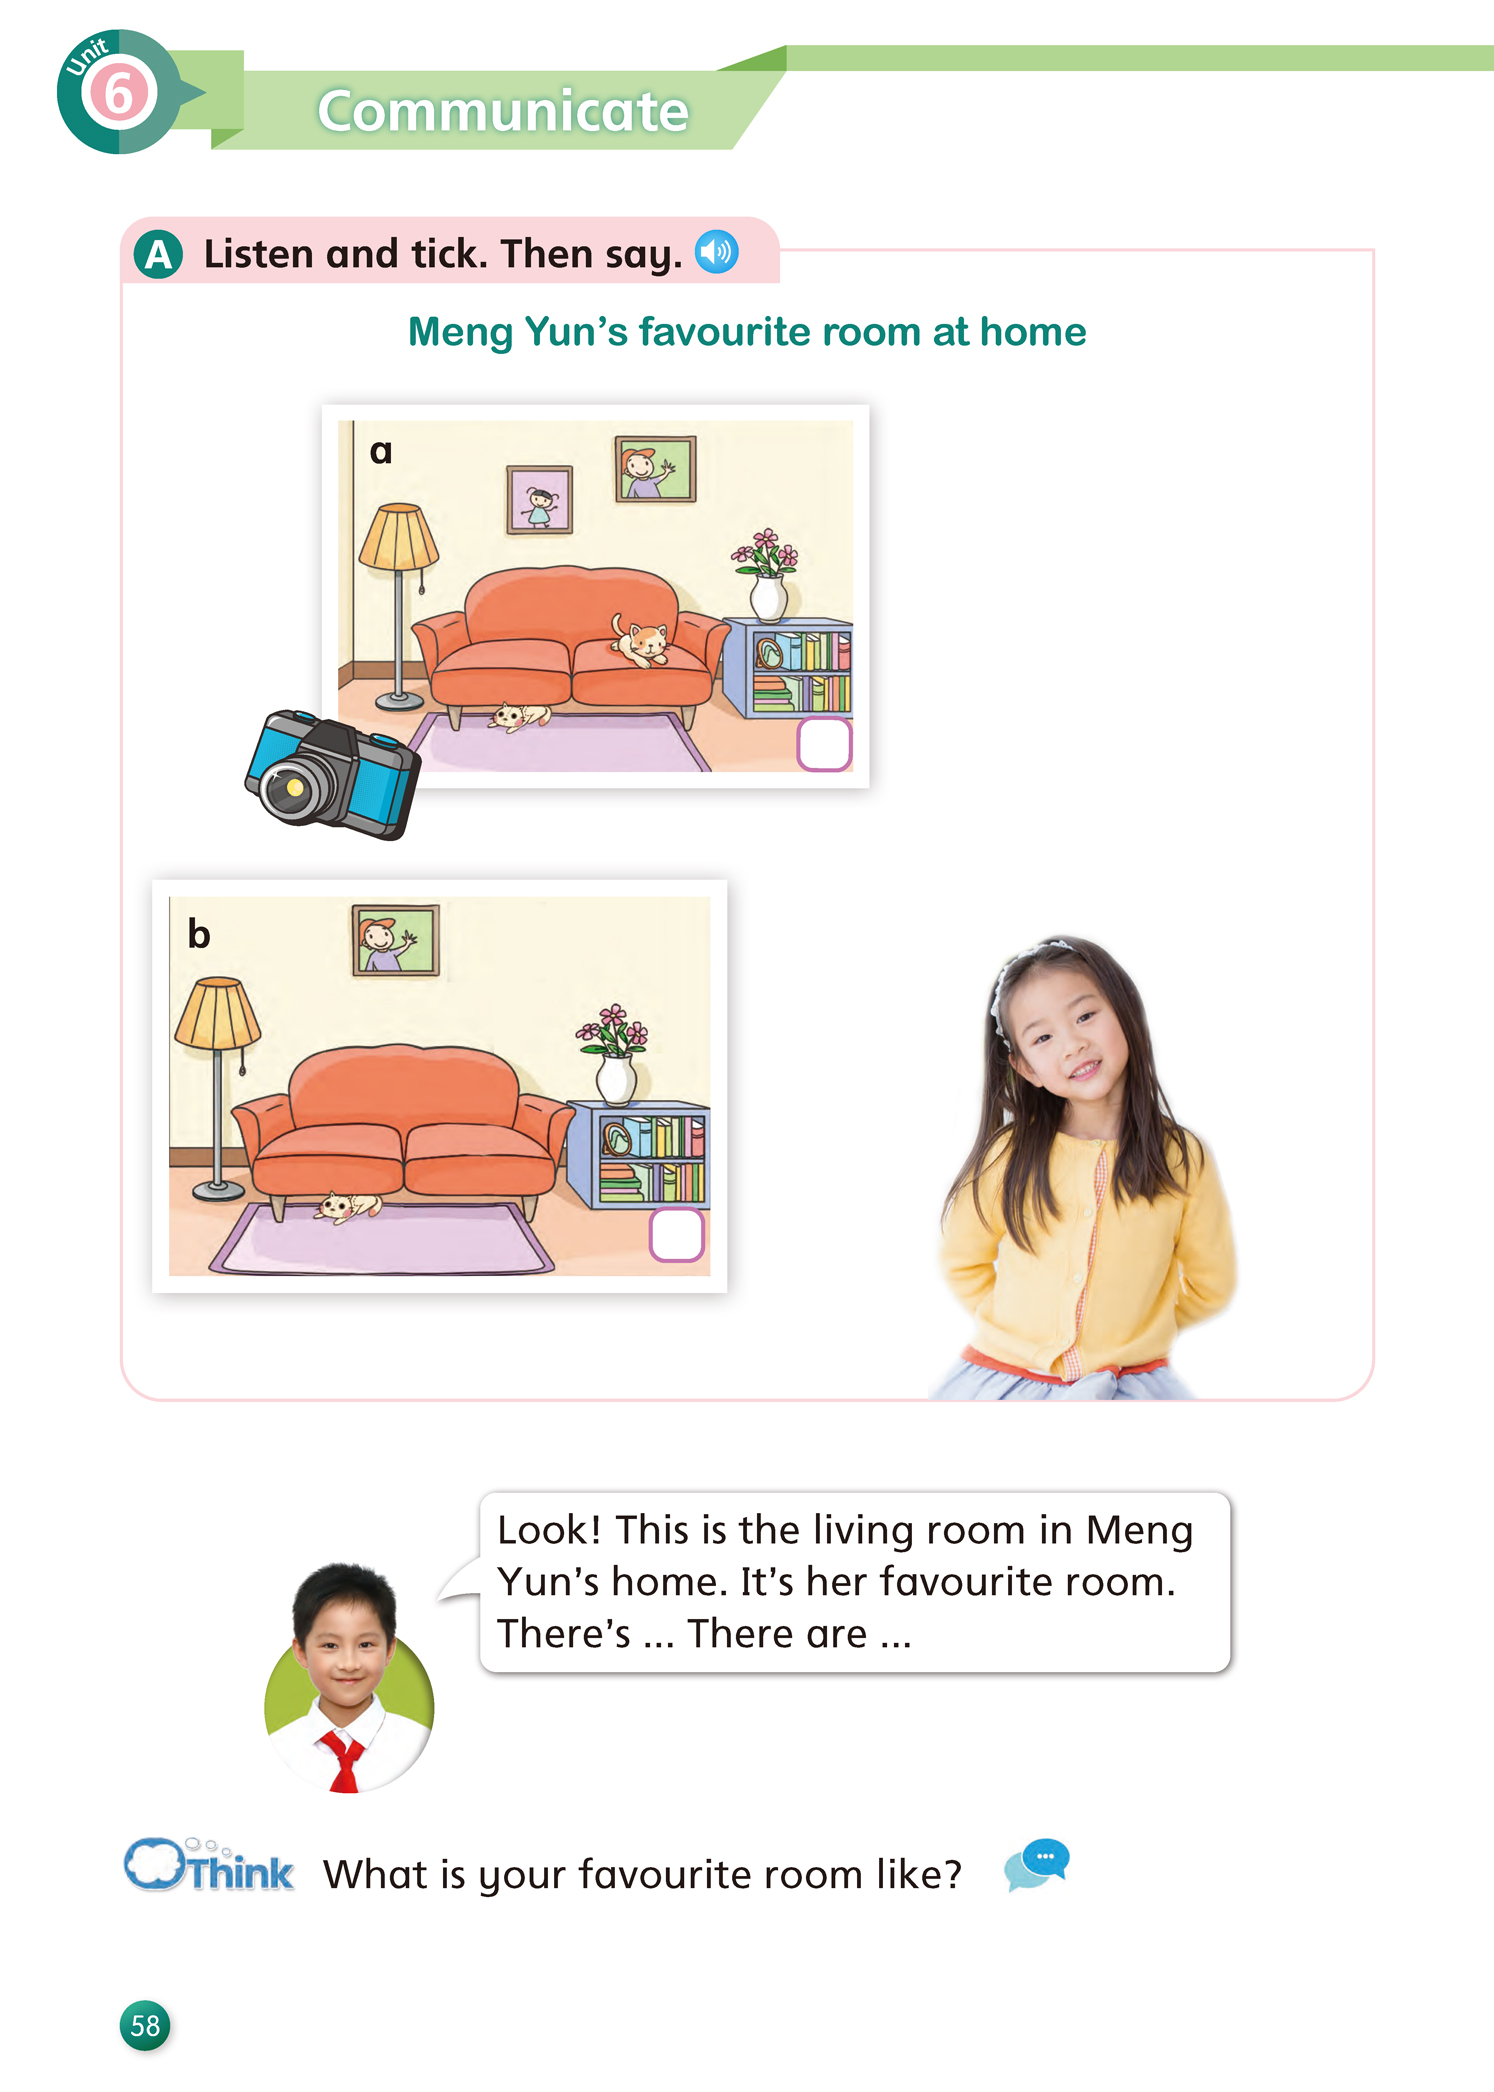 Unit
6
Communicate
A Listen and tick. Then say.
Meng Yun’s favourite room at home
a
b
Look! This is the living room in Meng
Yun’s home. It’s her favourite room.
There’s ... There are ...
Think What is your favourite room like?
58